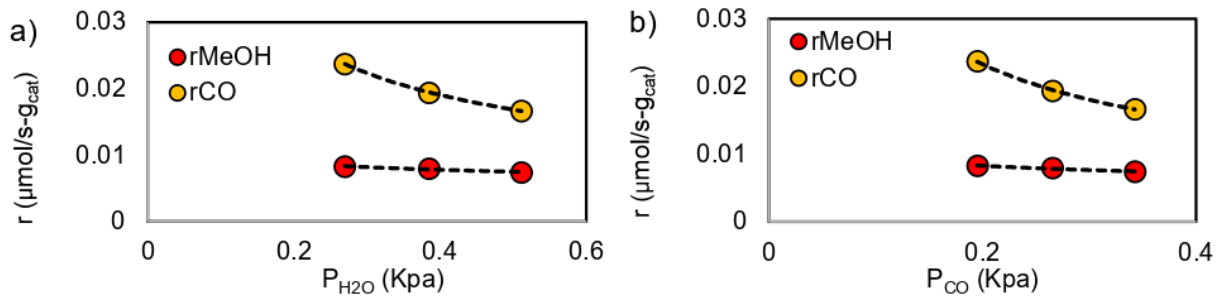 a)
r (µmol/s-gcat)
0.03
0.02
0.01
0
rMeOH
rCO
0 0.2 0.4 0.6
PH2O (Kpa)
b)
r (µmol/s-gcat)
0.03
0.02
0.01
0
rMeOH
rCO
0 0.2 0.4
PCO (Kpa)